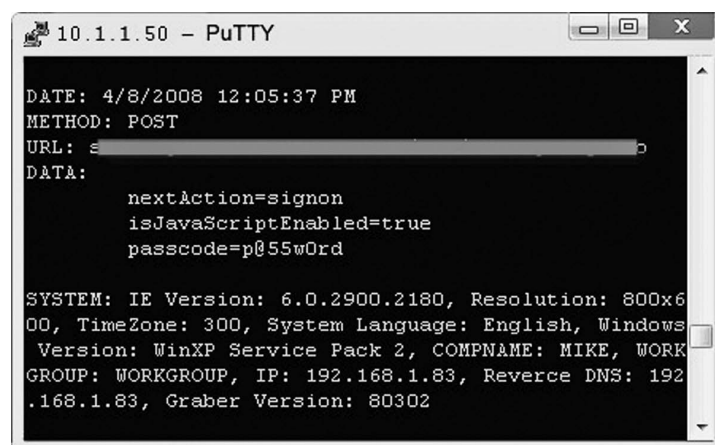 10.1.1.50 - PuTTY
DATE: 4/8/2008 12:05:37 PM
METHOD: POST
URL:
DATA:
nextAction=signon
isJavaScriptEnabled=true
passcode=p@55w0rd
SYSTEM: IE Version: 6.0.2900.2180, Resolution: 800x6
00, TimeZone: 300, System Language: English, Windows
Version: WinXP Service Pack 2, COMPNAME: MIKE, WORK
GROUP: WORKGROUP, IP: 192.168.1.83, Reverce DNS: 192
.168.1.83, Graber Version: 80302